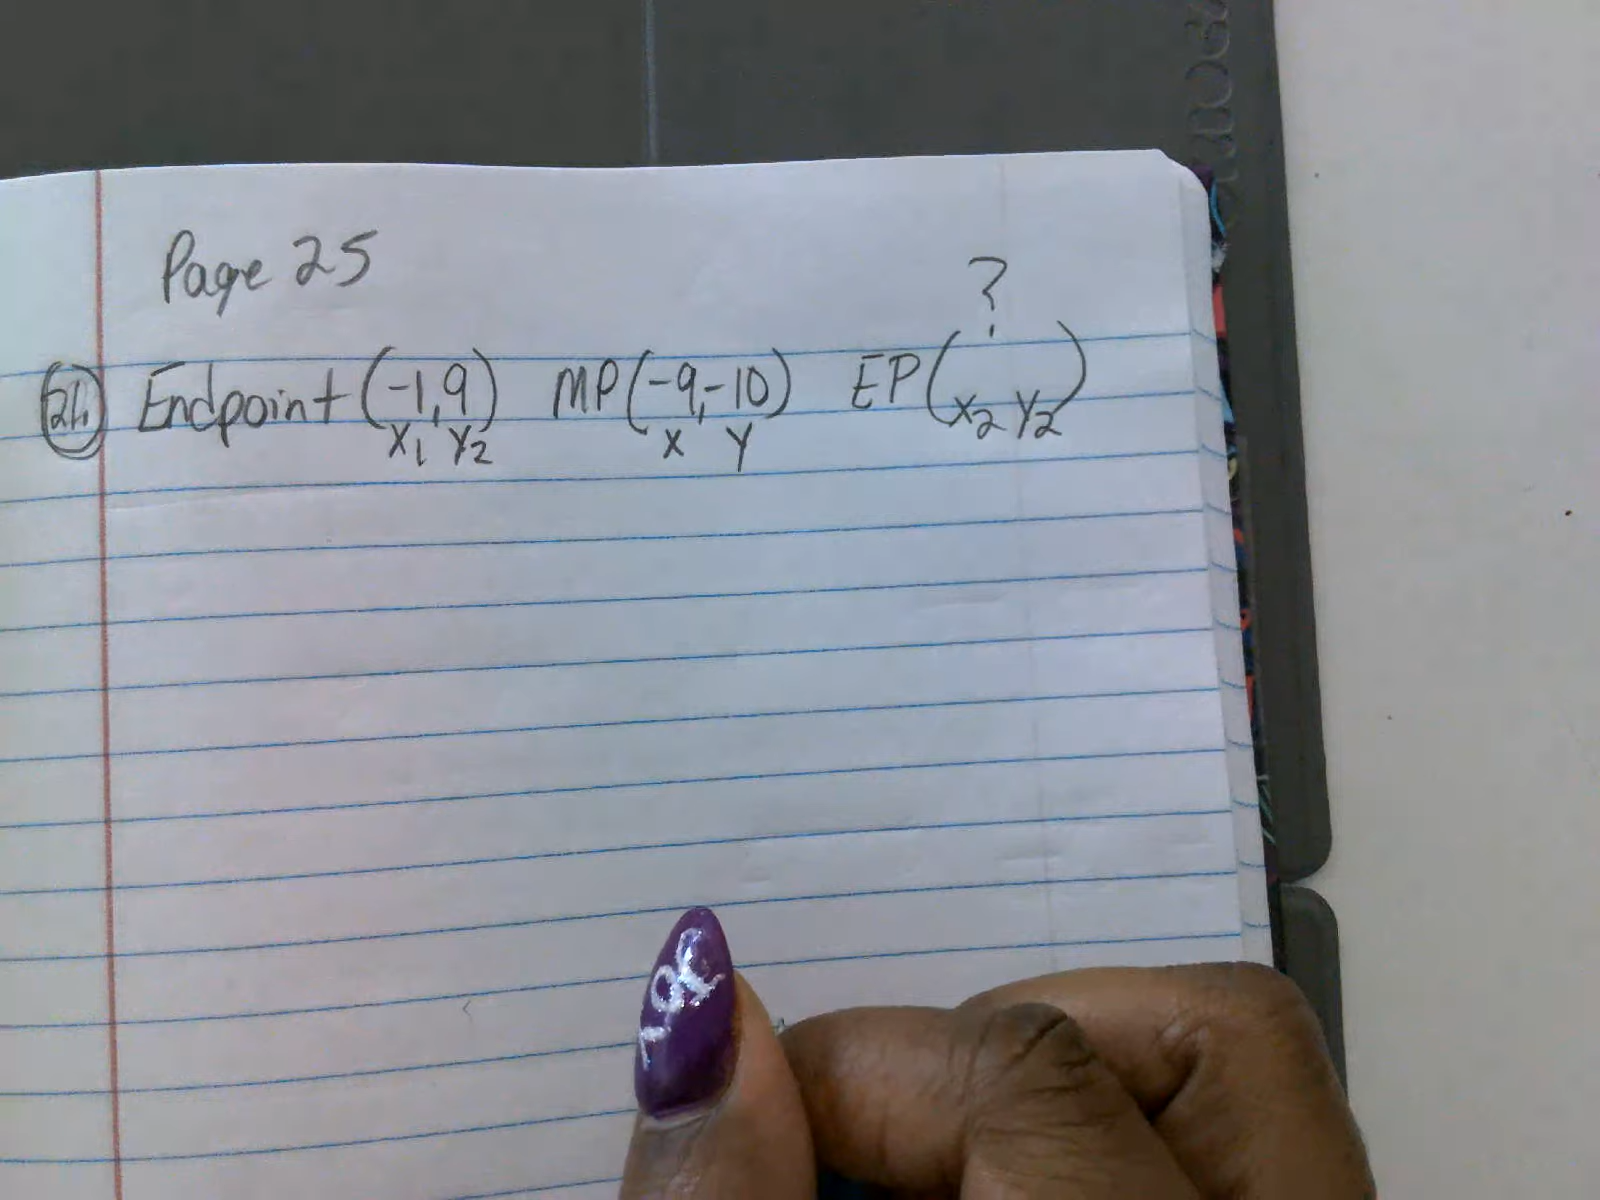 Page 25
?
24. Endpoint (-1,9) MP(-9,-10) EP( )
x₁ y₂ x y x₂ y₂